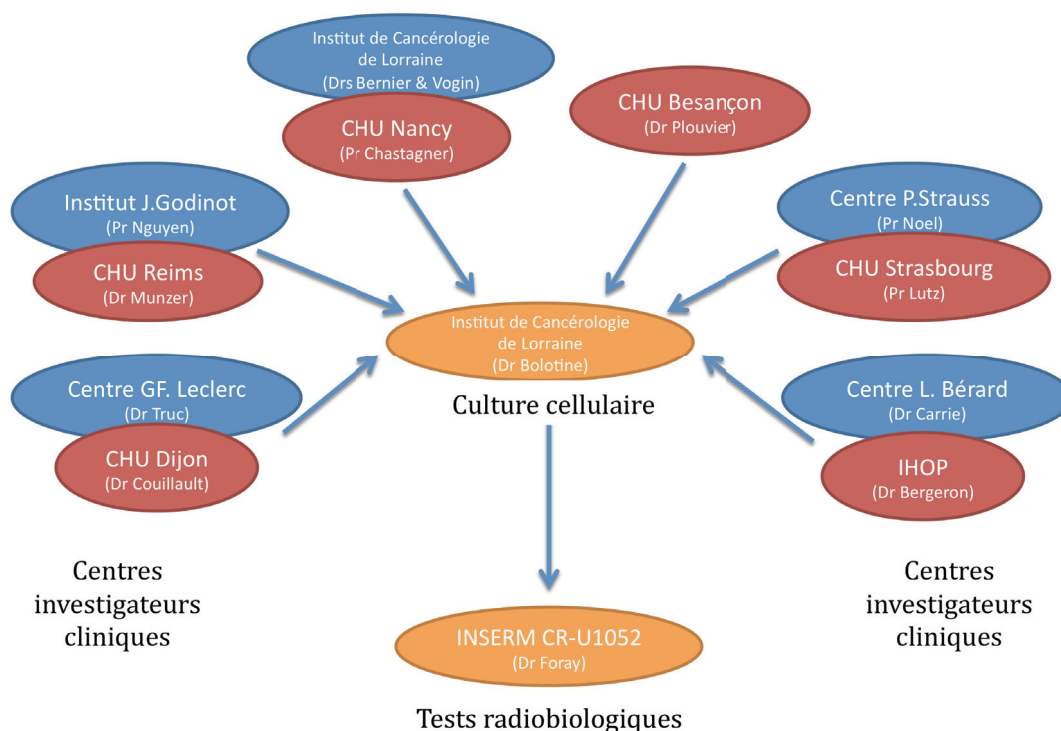 Institut de Cancérologie
de Lorraine
(Drs Bernier & Vogin)
CHU Nancy
(Pr Chastagner)
CHU Besançon
(Dr Plouvier)
Institut J.Godinot
(Pr Nguyen)
CHU Reims
(Dr Munzer)
Centre P.Strauss
(Pr Noel)
CHU Strasbourg
(Pr Lutz)
Institut de Cancérologie
de Lorraine
(Dr Bolotine)
Culture cellulaire
Centre GF. Leclerc
(Dr Truc)
CHU Dijon
(Dr Couillault)
Centre L. Bérard
(Dr Carrie)
IHOP
(Dr Bergeron)
Centres
investigateurs
cliniques
Centres
investigateurs
cliniques
INSERM CR-U1052
(Dr Foray)
Tests radiobiologiques